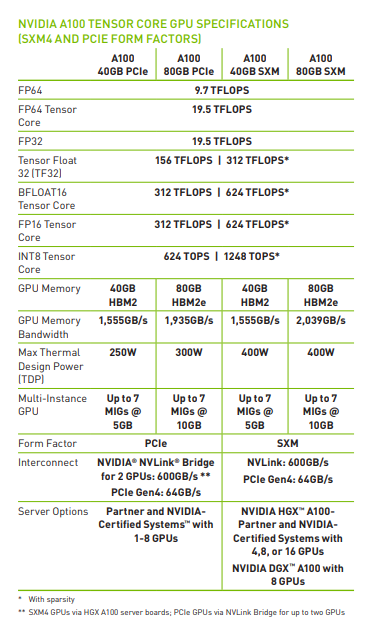 NVIDIA A100 TENSOR CORE GPU SPECIFICATIONS
(SXM4 AND PCIE FORM FACTORS)
A100 A100 A100 A100
40GB PCIe 80GB PCIe 40GB SXM 80GB SXM
FP64 9.7 TFLOPS
FP64 Tensor 19.5 TFLOPS
Core
FP32 19.5 TFLOPS
Tensor Float 156 TFLOPS | 312 TFLOPS*
32 (TF32)
BFLOAT16 312 TFLOPS | 624 TFLOPS*
Tensor Core
FP16 Tensor 312 TFLOPS | 624 TFLOPS*
Core
INT8 Tensor 624 TOPS | 1248 TOPS*
Core
GPU Memory 40GB 80GB 40GB 80GB
HBM2 HBM2e HBM2 HBM2e
GPU Memory 1,555GB/s 1,935GB/s 1,555GB/s 2,039GB/s
Bandwidth
Max Thermal 250W 300W 400W 400W
Design Power
(TDP)
Multi-Instance Up to 7 Up to 7 Up to 7 Up to 7
GPU MIGs @ MIGs @ MIGs @ MIGs @
5GB 10GB 5GB 10GB
Form Factor PCIe SXM
Interconnect NVIDIA® NVLink® Bridge NVLink: 600GB/s
for 2 GPUs: 600GB/s ** PCIe Gen4: 64GB/s
PCIe Gen4: 64GB/s
Server Options Partner and NVIDIA- NVIDIA HGX™ A100-
Certified Systems™ with Partner and NVIDIA-
1-8 GPUs Certified Systems with
4,8, or 16 GPUs
NVIDIA DGX™ A100 with
8 GPUs
* With sparsity
** SXM4 GPUs via HGX A100 server boards; PCIe GPUs via NVLink Bridge for up to two GPUs